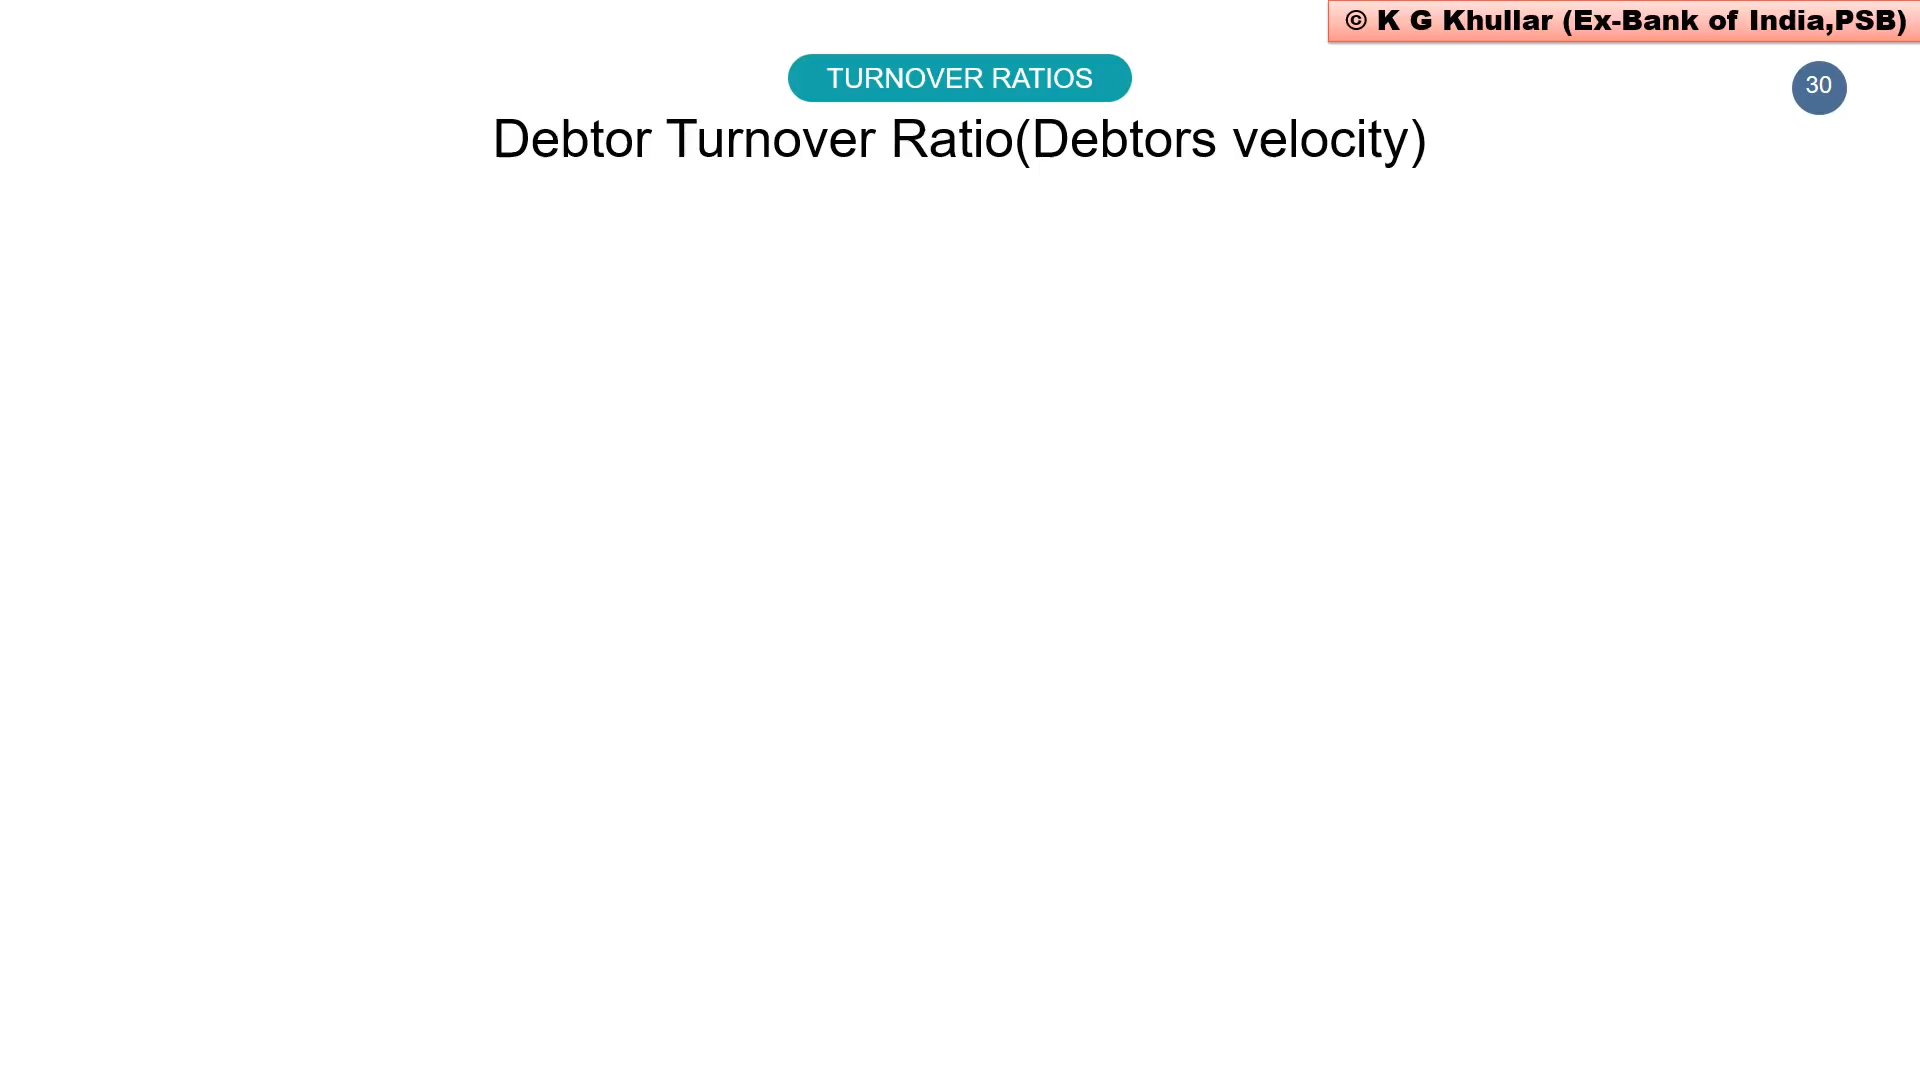 © K G Khullar (Ex-Bank of India,PSB)
TURNOVER RATIOS
30
Debtor Turnover Ratio(Debtors velocity)